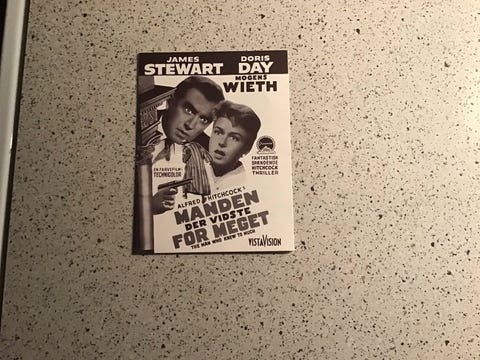 JAMES STEWART
DORIS DAY
MOGENS WIETH
EN FARVEFILM
TECHNICOLOR
FANTASTISK
SPÆNDENDE
HITCHCOCK
THRILLER
ALFRED HITCHCOCK'S
MANDEN
DER VIDSTE
FOR MEGET
THE MAN WHO KNEW TO MUCH
VISTAVISION